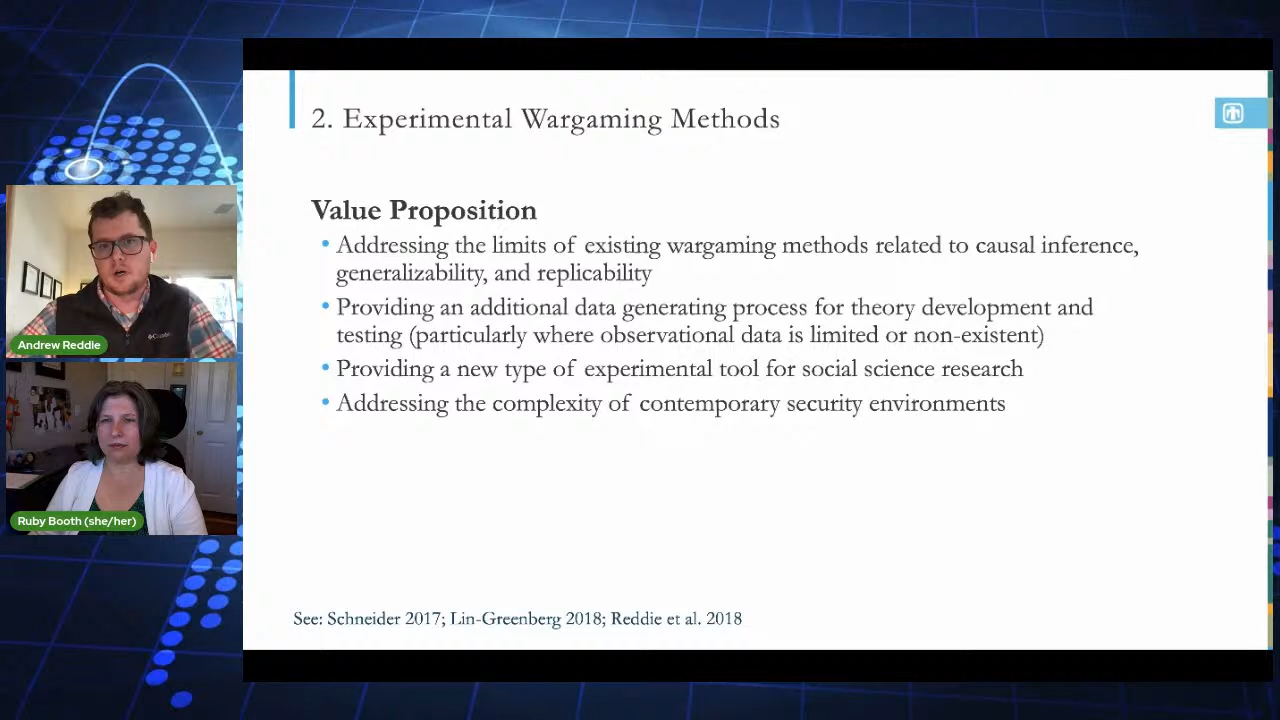 2. Experimental Wargaming Methods
Value Proposition
• Addressing the limits of existing wargaming methods related to causal inference,
generalizability, and replicability
• Providing an additional data generating process for theory development and
testing (particularly where observational data is limited or non-existent)
• Providing a new type of experimental tool for social science research
• Addressing the complexity of contemporary security environments
See: Schneider 2017; Lin-Greenberg 2018; Reddie et al. 2018
Andrew Reddie
Ruby Booth (she/her)